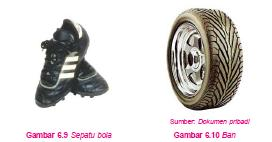 Sumber: Dokumen pribadi
Gambar 6.9 Sepatu bola
Gambar 6.10 Ban